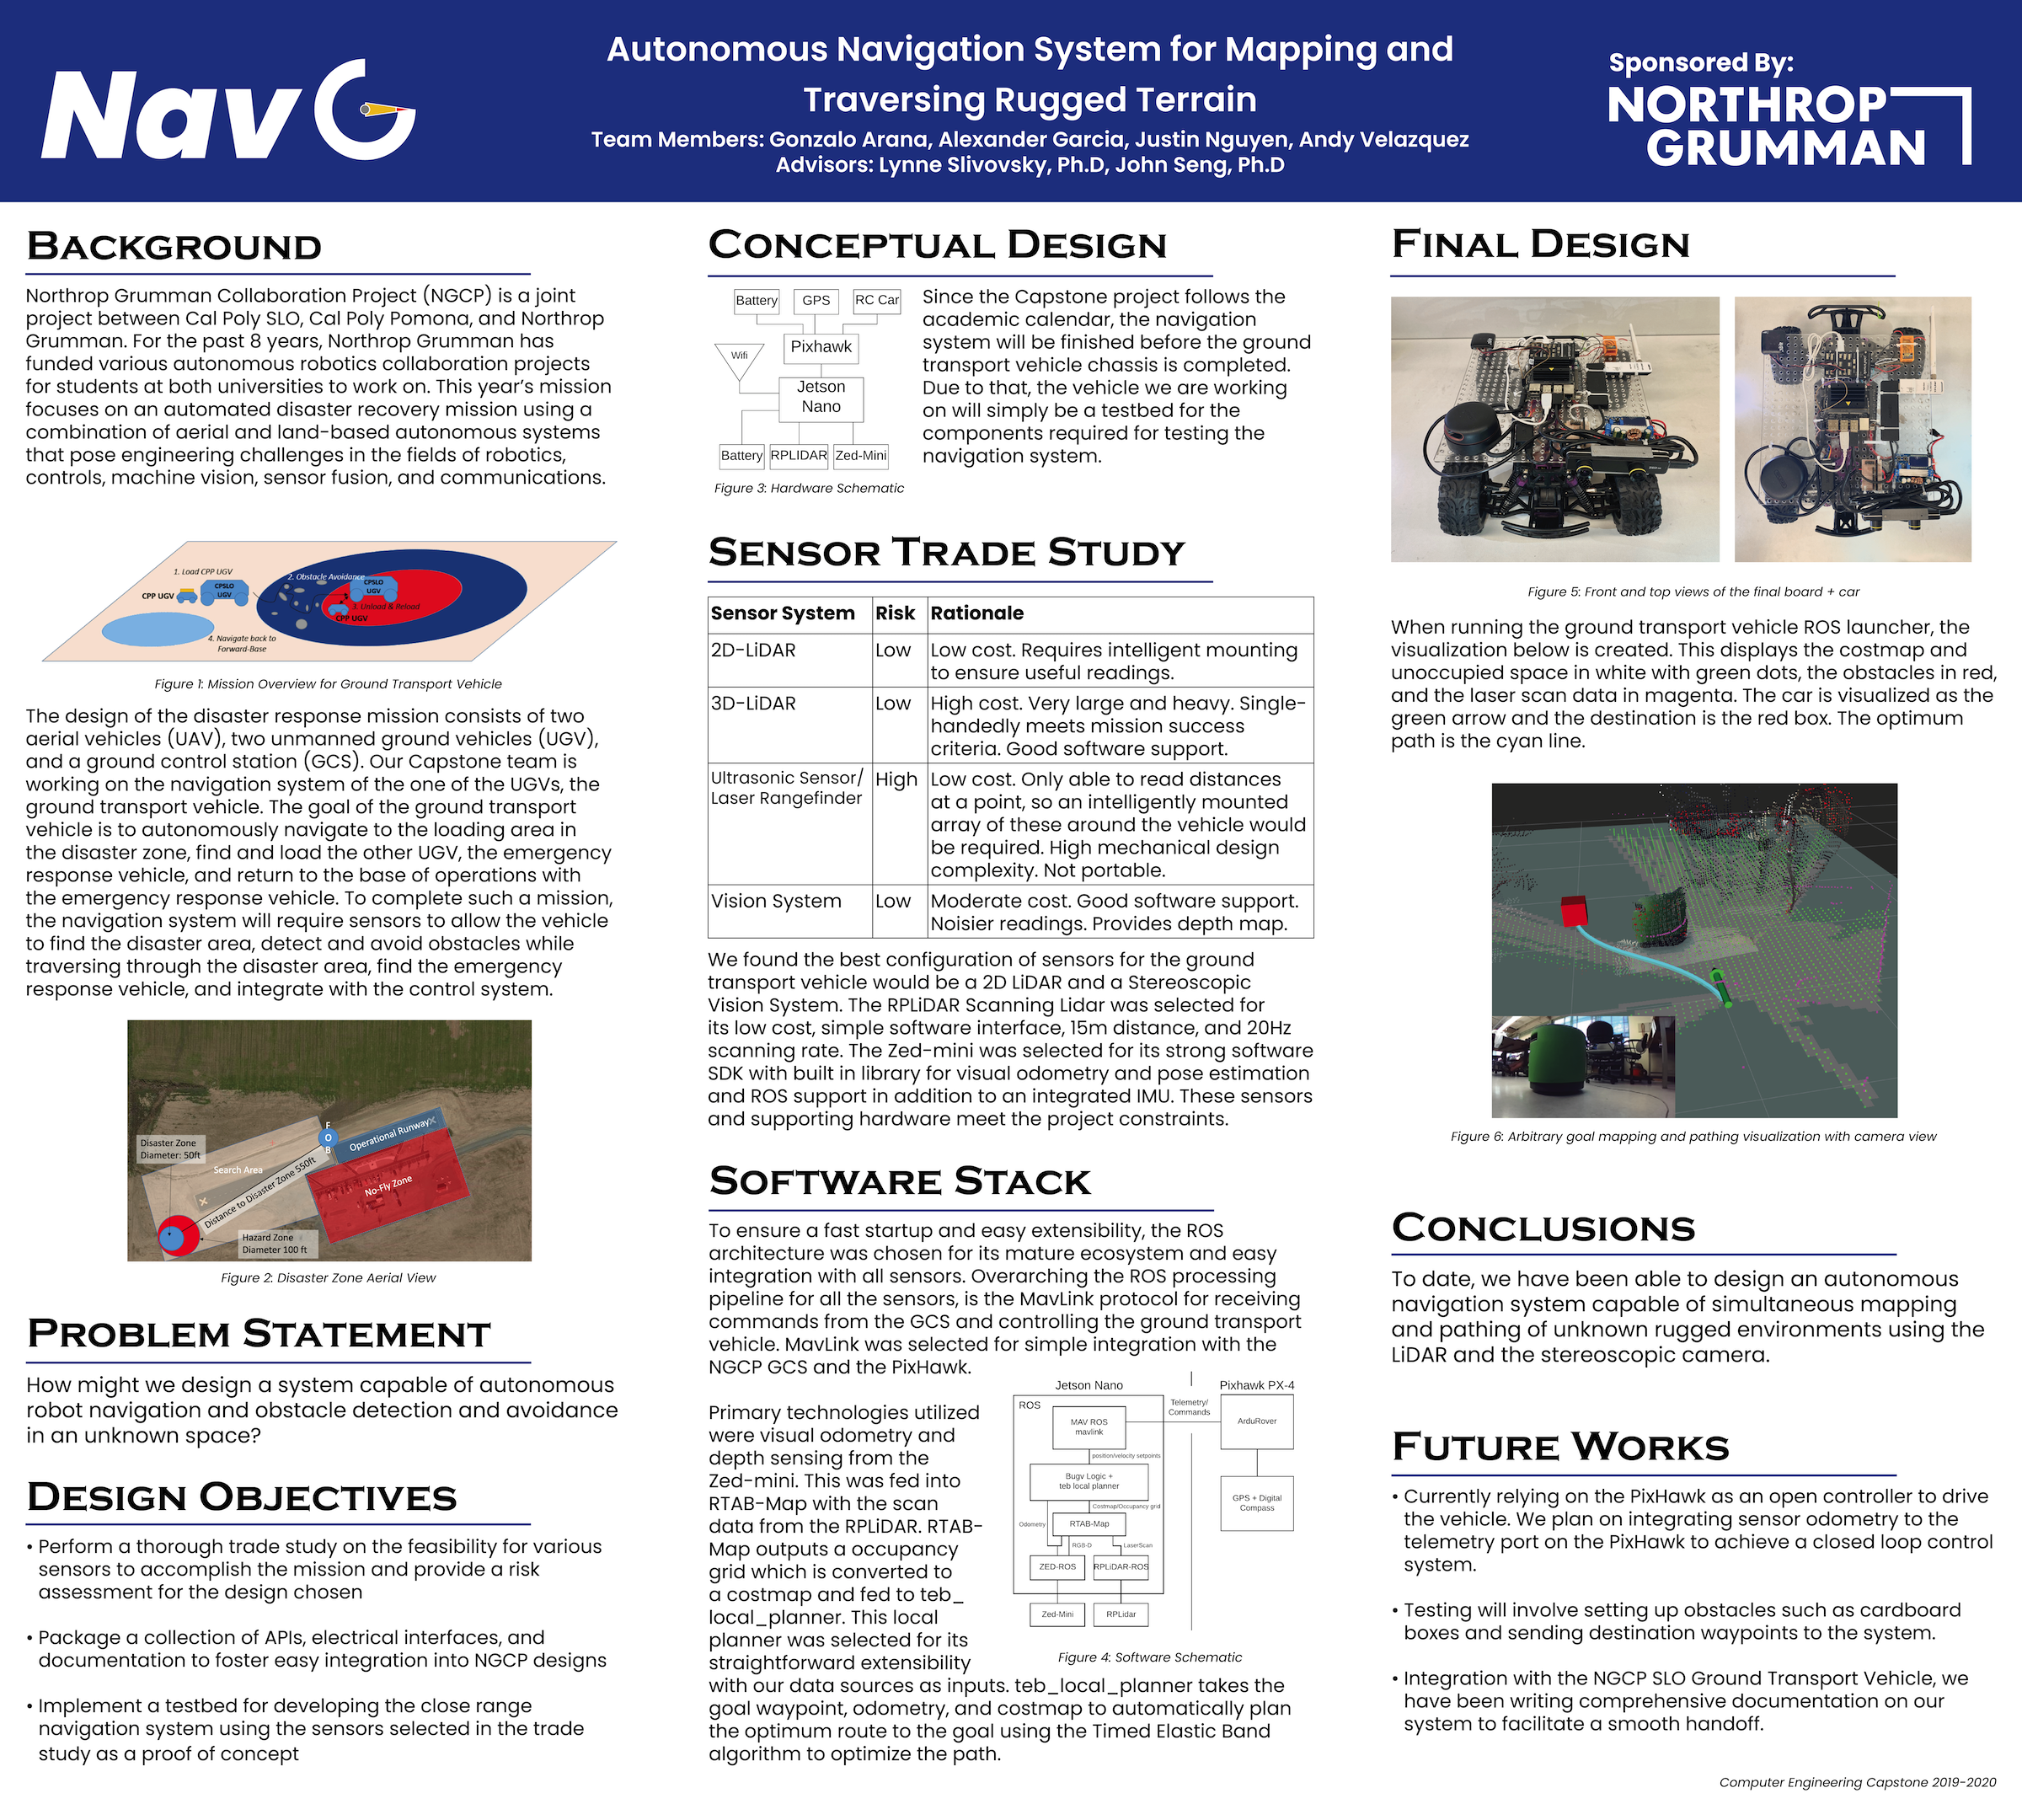 Nav G
Autonomous Navigation System for Mapping and
Traversing Rugged Terrain
Team Members: Gonzalo Arana, Alexander Garcia, Justin Nguyen, Andy Velazquez
Advisors: Lynne Slivovsky, Ph.D, John Seng, Ph.D
Sponsored By:
NORTHROP
GRUMMAN
BACKGROUND
Northrop Grumman Collaboration Project (NGCP) is a joint
project between Cal Poly SLO, Cal Poly Pomona, and Northrop
Grumman. For the past 8 years, Northrop Grumman has
funded various autonomous robotics collaboration projects
for students at both universities to work on. This year's mission
focuses on an automated disaster recovery mission using a
combination of aerial and land-based autonomous systems
that pose engineering challenges in the fields of robotics,
controls, machine vision, sensor fusion, and communications.
1. Load CPP UGV
CPP UGV
CPSLO
UGV
2. Obstacle Avoidance
CPSLO
UGV
3. Unload & Reload
CPP UGV
4. Navigate back to
Forward-Base
Figure 1: Mission Overview for Ground Transport Vehicle
The design of the disaster response mission consists of two
aerial vehicles (UAV), two unmanned ground vehicles (UGV),
and a ground control station (GCS). Our Capstone team is
working on the navigation system of the one of the UGVs, the
ground transport vehicle. The goal of the ground transport
vehicle is to autonomously navigate to the loading area in
the disaster zone, find and load the other UGV, the emergency
response vehicle, and return to the base of operations with
the emergency response vehicle. To complete such a mission,
the navigation system will require sensors to allow the vehicle
to find the disaster area, detect and avoid obstacles while
traversing through the disaster area, find the emergency
response vehicle, and integrate with the control system.
Disaster Zone
Diameter: 50ft
Search Area
F
O
B
Operational Runway
Distance to Disaster Zone 550ft
No-Fly Zone
Hazard Zone
Diameter 100 ft
Figure 2: Disaster Zone Aerial View
PROBLEM STATEMENT
How might we design a system capable of autonomous
robot navigation and obstacle detection and avoidance
in an unknown space?
DESIGN OBJECTIVES
• Perform a thorough trade study on the feasibility for various
sensors to accomplish the mission and provide a risk
assessment for the design chosen
• Package a collection of APIs, electrical interfaces, and
documentation to foster easy integration into NGCP designs
• Implement a testbed for developing the close range
navigation system using the sensors selected in the trade
study as a proof of concept
CONCEPTUAL DESIGN
Battery GPS RC Car
Pixhawk
Wifi
Jetson
Nano
Battery RPLIDAR Zed-Mini
Figure 3: Hardware Schematic
Since the Capstone project follows the
academic calendar, the navigation
system will be finished before the ground
transport vehicle chassis is completed.
Due to that, the vehicle we are working
on will simply be a testbed for the
components required for testing the
navigation system.
SENSOR TRADE STUDY
Sensor System Risk Rationale
2D-LiDAR Low Low cost. Requires intelligent mounting
to ensure useful readings.
3D-LiDAR Low High cost. Very large and heavy. Single-
handedly meets mission success
criteria. Good software support.
Ultrasonic Sensor/ High Low cost. Only able to read distances
Laser Rangefinder at a point, so an intelligently mounted
array of these around the vehicle would
be required. High mechanical design
complexity. Not portable.
Vision System Low Moderate cost. Good software support.
Noisier readings. Provides depth map.
We found the best configuration of sensors for the ground
transport vehicle would be a 2D LiDAR and a Stereoscopic
Vision System. The RPLiDAR Scanning Lidar was selected for
its low cost, simple software interface, 15m distance, and 20Hz
scanning rate. The Zed-mini was selected for its strong software
SDK with built in library for visual odometry and pose estimation
and ROS support in addition to an integrated IMU. These sensors
and supporting hardware meet the project constraints.
SOFTWARE STACK
To ensure a fast startup and easy extensibility, the ROS
architecture was chosen for its mature ecosystem and easy
integration with all sensors. Overarching the ROS processing
pipeline for all the sensors, is the MavLink protocol for receiving
commands from the GCS and controlling the ground transport
vehicle. MavLink was selected for simple integration with the
NGCP GCS and the PixHawk.
Primary technologies utilized
were visual odometry and
depth sensing from the
Zed-mini. This was fed into
RTAB-Map with the scan
data from the RPLiDAR. RTAB-
Map outputs a occupancy
grid which is converted to
a costmap and fed to teb_
local_planner. This local
planner was selected for its
straightforward extensibility
with our data sources as inputs. teb_local_planner takes the
goal waypoint, odometry, and costmap to automatically plan
the optimum route to the goal using the Timed Elastic Band
algorithm to optimize the path.
Jetson Nano
Pixhawk PX-4
ROS
Telemetry/
Commands
MAV ROS
mavlink
ArduRover
position/velocity setpoints
Bugv Logic +
teb local planner
GPS + Digital
Compass
Costmap/Occupancy grid
Odometry
RTAB-Map
RGB-D
LaserScan
ZED-ROS
RPLiDAR-ROS
Zed-Mini
RPLidar
Figure 4: Software Schematic
FINAL DESIGN
Figure 5: Front and top views of the final board + car
When running the ground transport vehicle ROS launcher, the
visualization below is created. This displays the costmap and
unoccupied space in white with green dots, the obstacles in red,
and the laser scan data in magenta. The car is visualized as the
green arrow and the destination is the red box. The optimum
path is the cyan line.
Figure 6: Arbitrary goal mapping and pathing visualization with camera view
CONCLUSIONS
To date, we have been able to design an autonomous
navigation system capable of simultaneous mapping
and pathing of unknown rugged environments using the
LiDAR and the stereoscopic camera.
FUTURE WORKS
• Currently relying on the PixHawk as an open controller to drive
the vehicle. We plan on integrating sensor odometry to the
telemetry port on the PixHawk to achieve a closed loop control
system.
• Testing will involve setting up obstacles such as cardboard
boxes and sending destination waypoints to the system.
• Integration with the NGCP SLO Ground Transport Vehicle, we
have been writing comprehensive documentation on our
system to facilitate a smooth handoff.
Computer Engineering Capstone 2019-2020